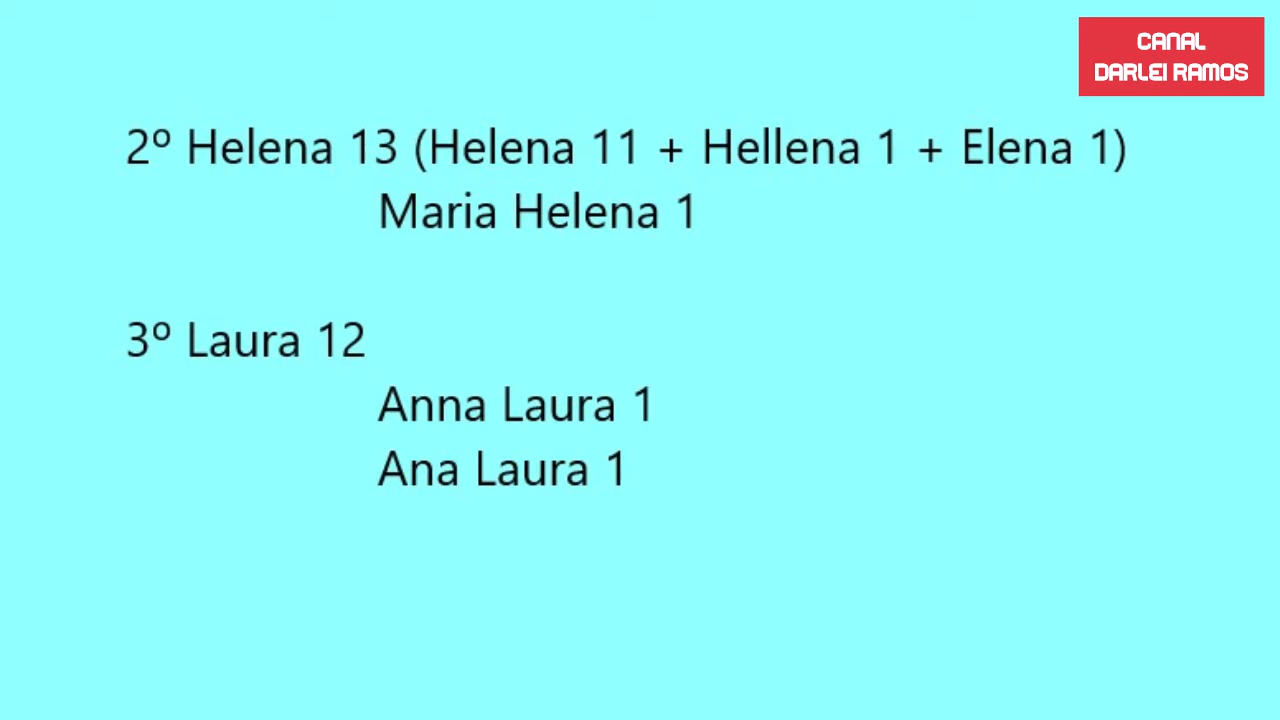 CANAL
DARLEI RAMOS
2º Helena 13 (Helena 11 + Hellena 1 + Elena 1)
Maria Helena 1
3º Laura 12
Anna Laura 1
Ana Laura 1